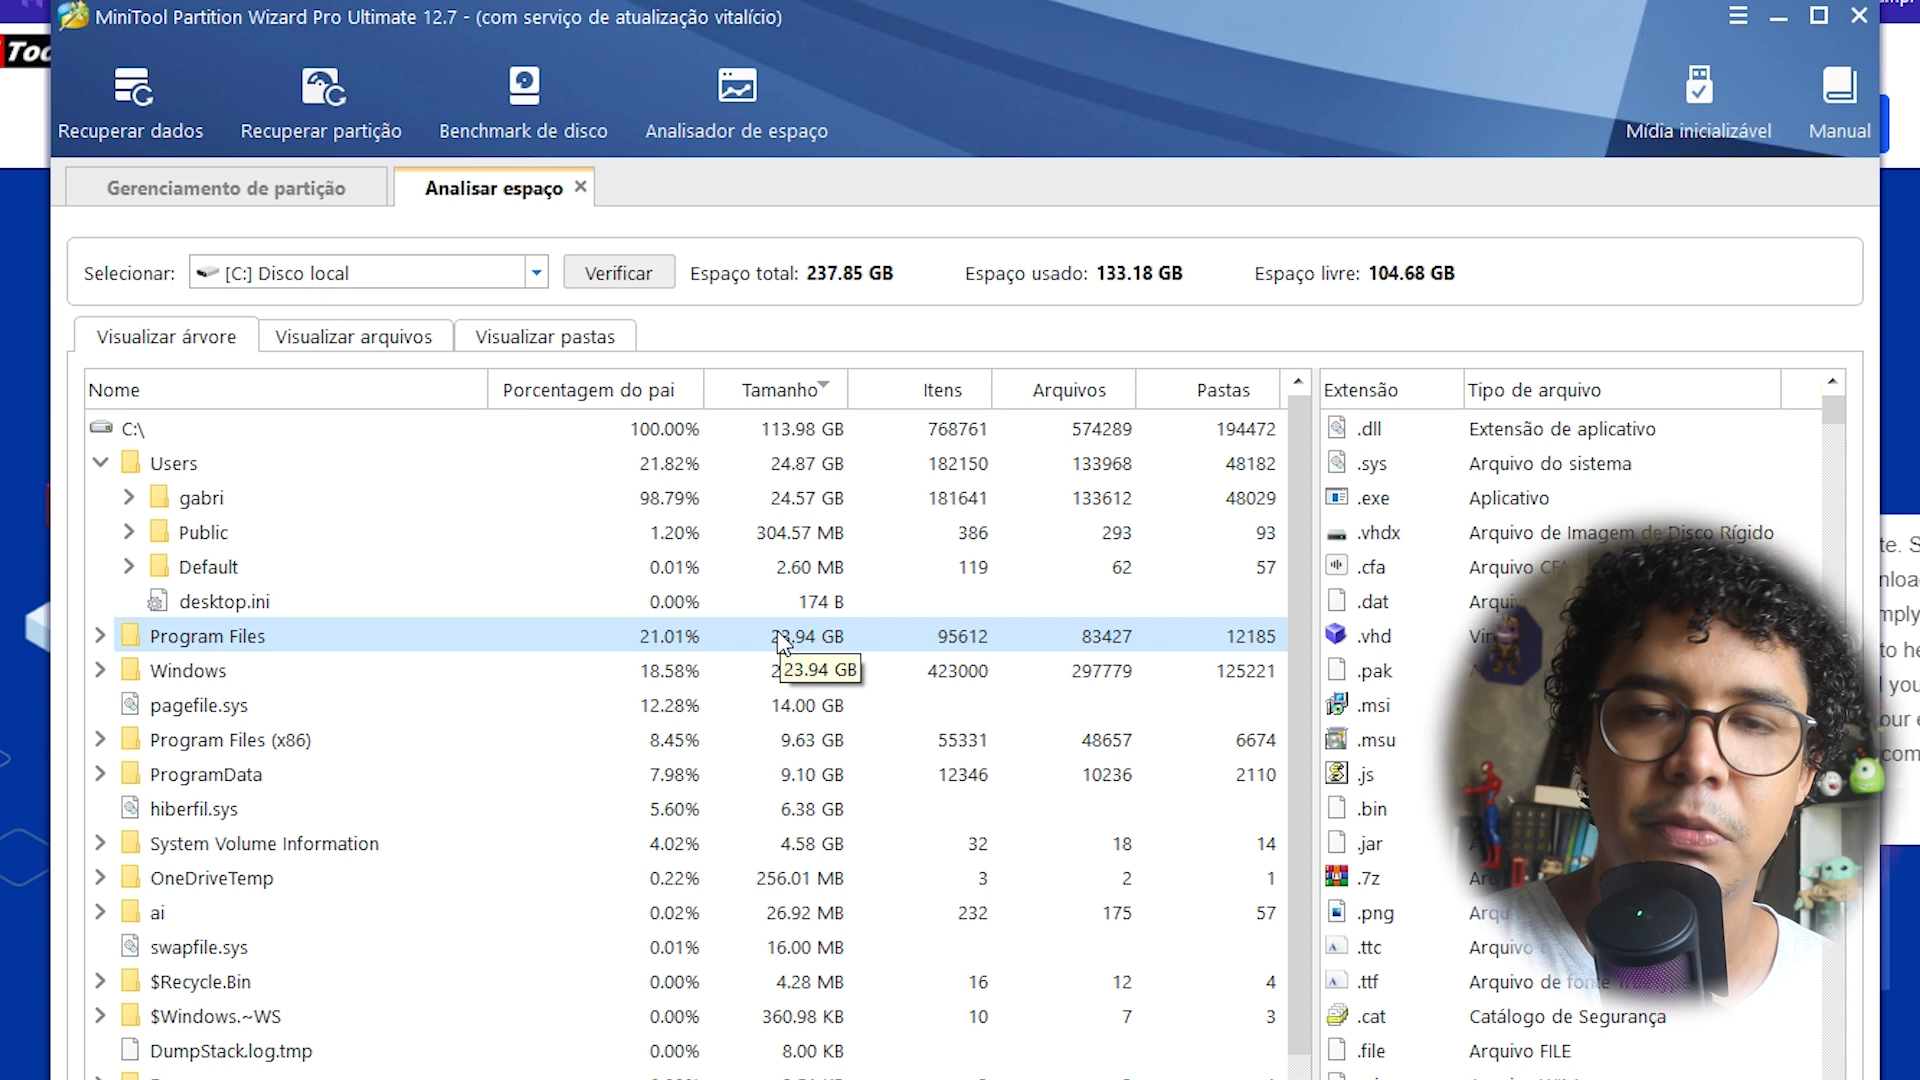 MiniTool Partition Wizard Pro Ultimate 12.7 - (com serviço de atualização vitalício)
Recuperar dados
Recuperar partição
Benchmark de disco
Analisador de espaço
Mídia inicializável
Manual
Gerenciamento de partição
Analisar espaço
Selecionar: [C:] Disco local Verificar Espaço total: 237.85 GB Espaço usado: 133.18 GB Espaço livre: 104.68 GB
Visualizar árvore Visualizar arquivos Visualizar pastas
Nome Porcentagem do pai Tamanho Itens Arquivos Pastas Extensão Tipo de arquivo
C:\ 100.00% 113.98 GB 768761 574289 194472 .dll Extensão de aplicativo
Users 21.82% 24.87 GB 182150 133968 48182 .sys Arquivo do sistema
gabri 98.79% 24.57 GB 181641 133612 48029 .exe Aplicativo
Public 1.20% 304.57 MB 386 293 93 .vhdx Arquivo de Imagem de Disco Rígido
Default 0.01% 2.60 MB 119 62 57 .cfa Arquivo
desktop.ini 0.00% 174 B .dat
Program Files 21.01% 23.94 GB 95612 83427 12185 .vhd
Windows 18.58% 423000 297779 125221 .pak
23.94 GB
pagefile.sys 12.28% 14.00 GB .msi
Program Files (x86) 8.45% 9.63 GB 55331 48657 6674 .msu
ProgramData 7.98% 9.10 GB 12346 10236 2110 .js
hiberfil.sys 5.60% 6.38 GB .bin
System Volume Information 4.02% 4.58 GB 32 18 14 .jar
OneDriveTemp 0.22% 256.01 MB 3 2 1 .7z
ai 0.02% 26.92 MB 232 175 57 .png
swapfile.sys 0.01% 16.00 MB .ttc Arquivo
$Recycle.Bin 0.00% 4.28 MB 16 12 4 .ttf Arquivo de fonte
$Windows.~WS 0.00% 360.98 KB 10 7 3 .cat Catálogo de Segurança
DumpStack.log.tmp 0.00% 8.00 KB .file Arquivo FILE